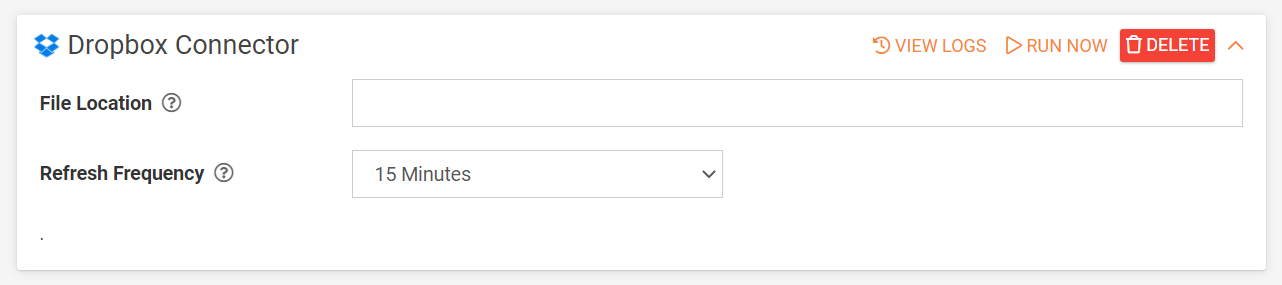 Dropbox Connector VIEW LOGS RUN NOW DELETE
File Location ?
Refresh Frequency ?
15 Minutes
.